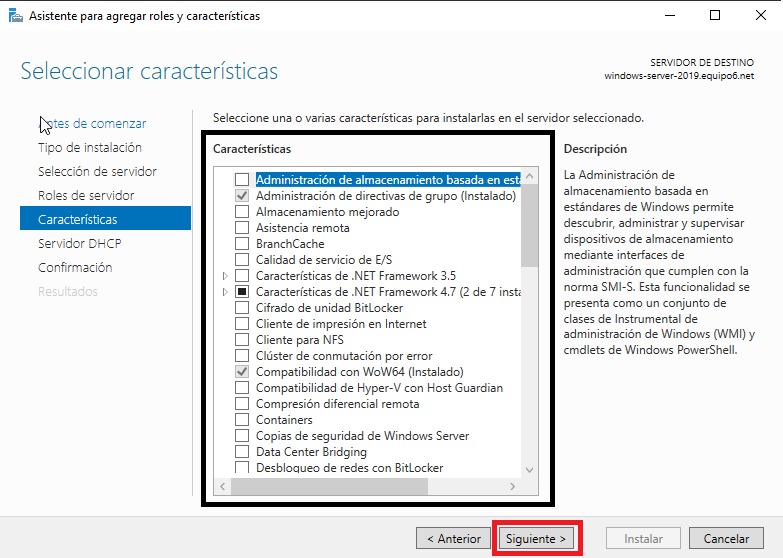 Asistente para agregar roles y características
Seleccionar características
SERVIDOR DE DESTINO
windows-server-2019.equipo6.net
Antes de comenzar
Tipo de instalación
Selección de servidor
Roles de servidor
Características
Servidor DHCP
Confirmación
Resultados
Seleccione una o varias características para instalarlas en el servidor seleccionado.
Características
Administración de almacenamiento basada en está
Administración de directivas de grupo (Instalado)
Almacenamiento mejorado
Asistencia remota
BranchCache
Calidad de servicio de E/S
Características de .NET Framework 3.5
Características de .NET Framework 4.7 (2 de 7 insta
Cifrado de unidad BitLocker
Cliente de impresión en Internet
Cliente para NFS
Clúster de conmutación por error
Compatibilidad con WoW64 (Instalado)
Compatibilidad de Hyper-V con Host Guardian
Compresión diferencial remota
Containers
Copias de seguridad de Windows Server
Data Center Bridging
Desbloqueo de redes con BitLocker
Descripción
La Administración de
almacenamiento basada en
estándares de Windows permite
descubrir, administrar y supervisar
dispositivos de almacenamiento
mediante interfaces de
administración que cumplen con la
norma SMI-S. Esta funcionalidad se
presenta como un conjunto de
clases de Instrumental de
administración de Windows (WMI) y
cmdlets de Windows PowerShell.
< Anterior
Siguiente >
Instalar
Cancelar